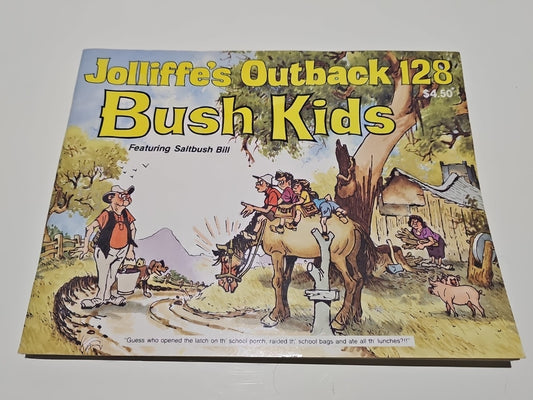 Jolliffe's Outback 128
$4.50*
Bush Kids
Featuring Saltbush Bill
"Guess who opened the latch on th' school porch, raided th' school bags and ate all th' lunches?!!"